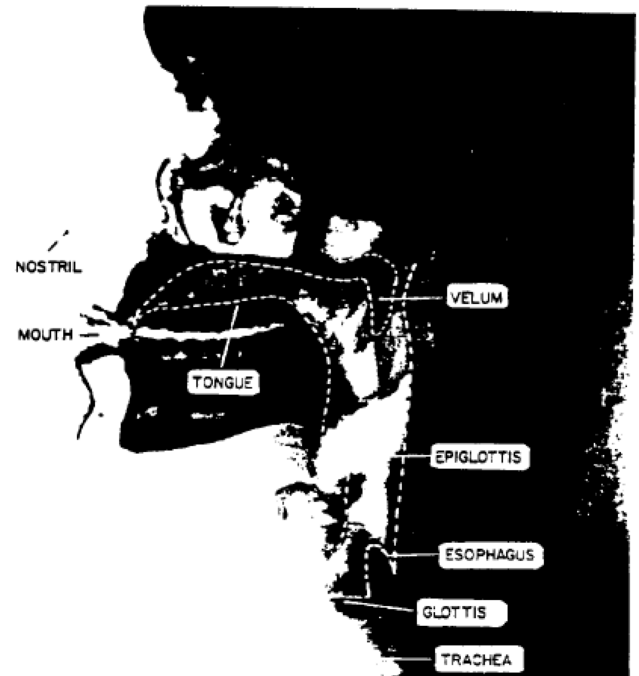 NOSTRIL
VELUM
MOUTH
TONGUE
EPIGLOTTIS
ESOPHAGUS
GLOTTIS
TRACHEA